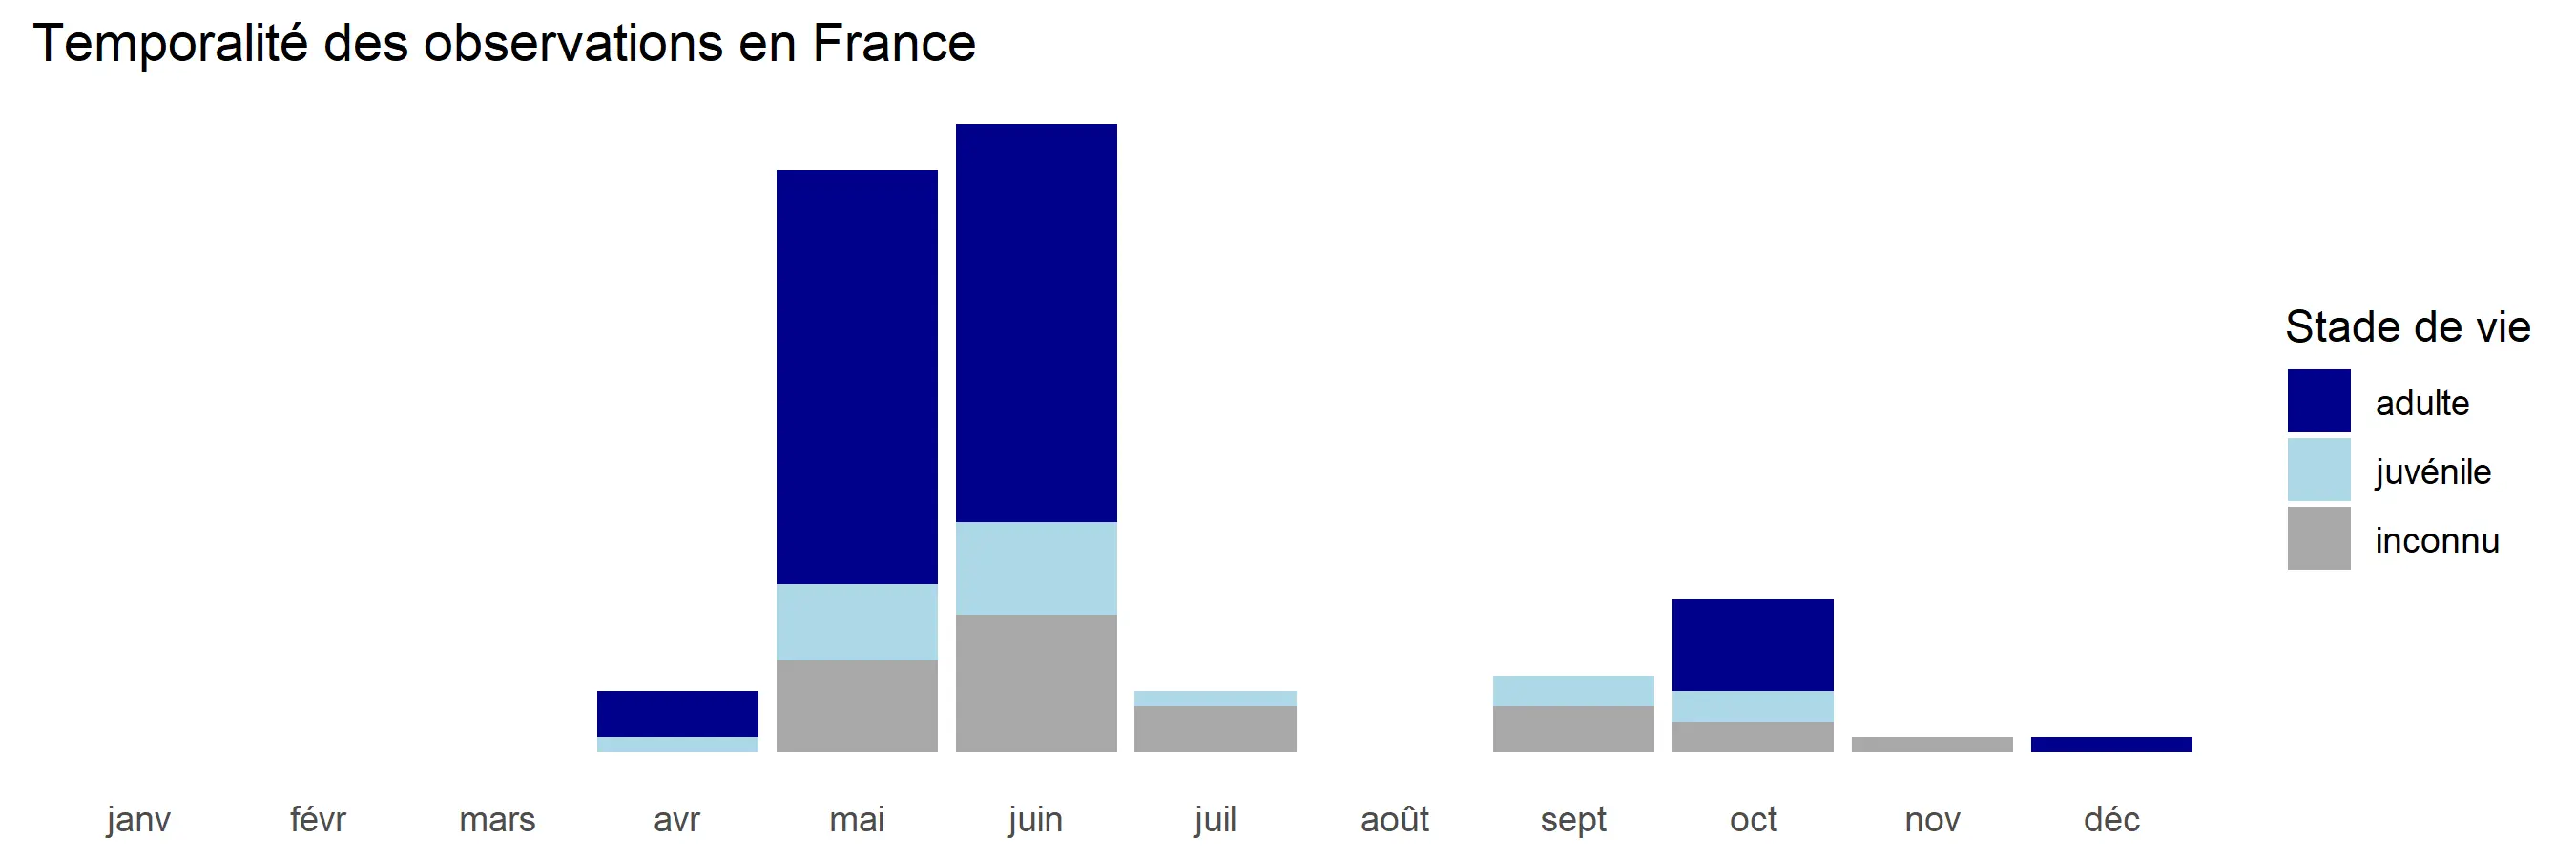 Temporalité des observations en France
Stade de vie
adulte
juvénile
inconnu
janv févr mars avr mai juin juil août sept oct nov déc